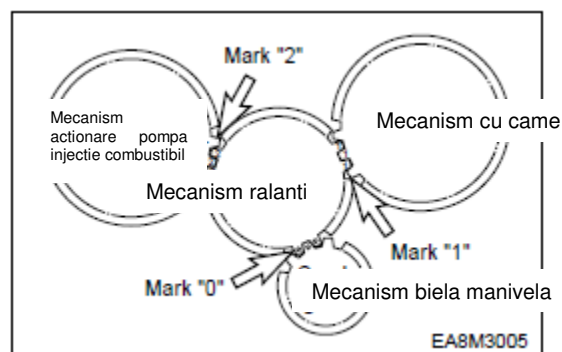 Mark "2"
Mecanism
actionare pompa
injectie combustibil
Mecanism cu came
Mecanism ralanti
Mark "1"
Mark "0"
Mecanism biela manivela
EA8M3005